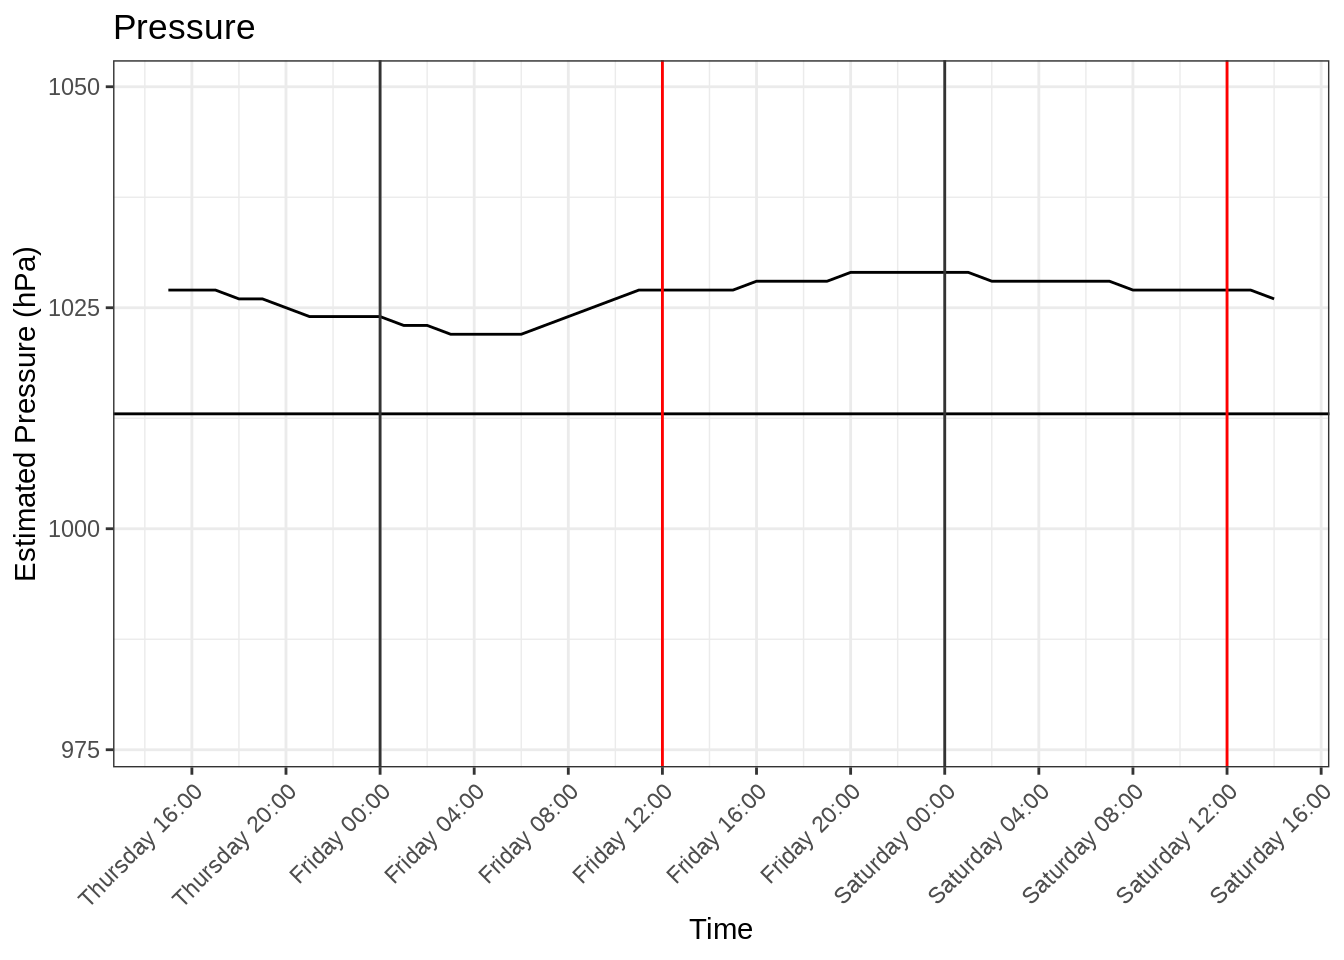 Pressure
Estimated Pressure (hPa)
1050
1025
1000
975
Thursday 16:00
Thursday 20:00
Friday 00:00
Friday 04:00
Friday 08:00
Friday 12:00
Friday 16:00
Friday 20:00
Saturday 00:00
Saturday 04:00
Saturday 08:00
Saturday 12:00
Saturday 16:00
Time